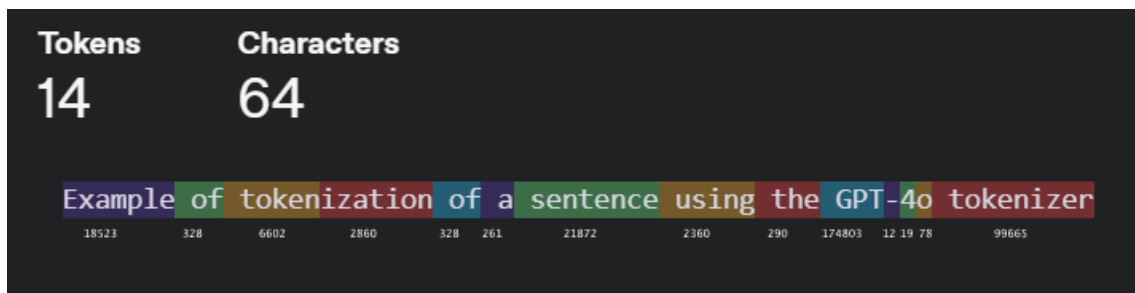 Tokens Characters
14 64
Example of tokenization of a sentence using the GPT-4o tokenizer
18523 328 6602 2860 328 261 21872 2360 290 174803 12 19 78 99665